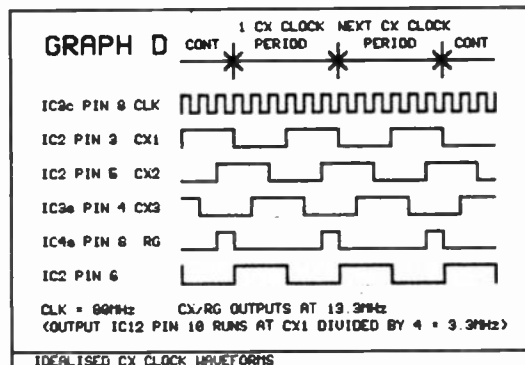 1 CX CLOCK NEXT CX CLOCK
GRAPH D CONT PERIOD PERIOD CONT
IC3c PIN 8 CLK
IC2 PIN 3 CX1
IC2 PIN 5 CX2
IC3e PIN 4 CX3
IC4a PIN 8 RG
IC2 PIN 6
CLK = 80MHz CX/RG OUTPUTS AT 13.3MHz
<OUTPUT IC12 PIN 10 RUNS AT CX1 DIVIDED BY 4 = 3.3MHz>
IDEALISED CX CLOCK WAVEFORMS